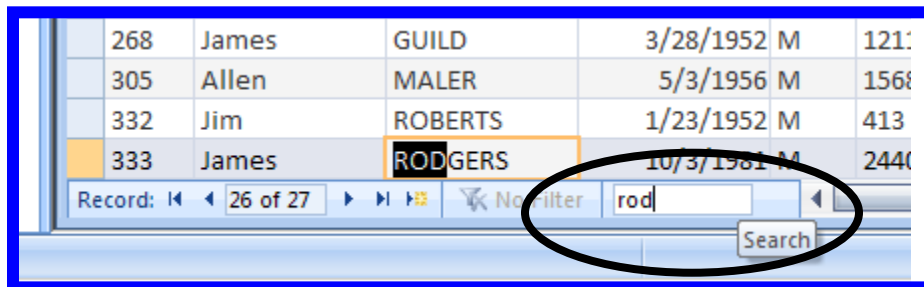 268 James GUILD 3/28/1952 M 1211
305 Allen MALER 5/3/1956 M 1568
332 Jim ROBERTS 1/23/1952 M 413
333 James RODGERS 10/3/1981 M 2440
Record: 26 of 27 No Filter rod
Search